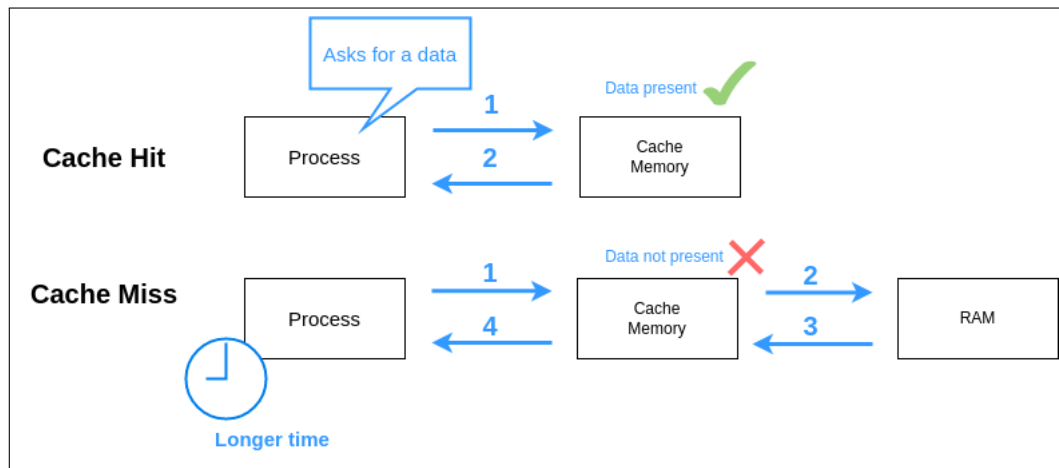 Asks for a data
Cache Hit
Process
1
2
Data present
Cache
Memory
Cache Miss
Process
Longer time
1
4
Data not present
Cache
Memory
2
3
RAM